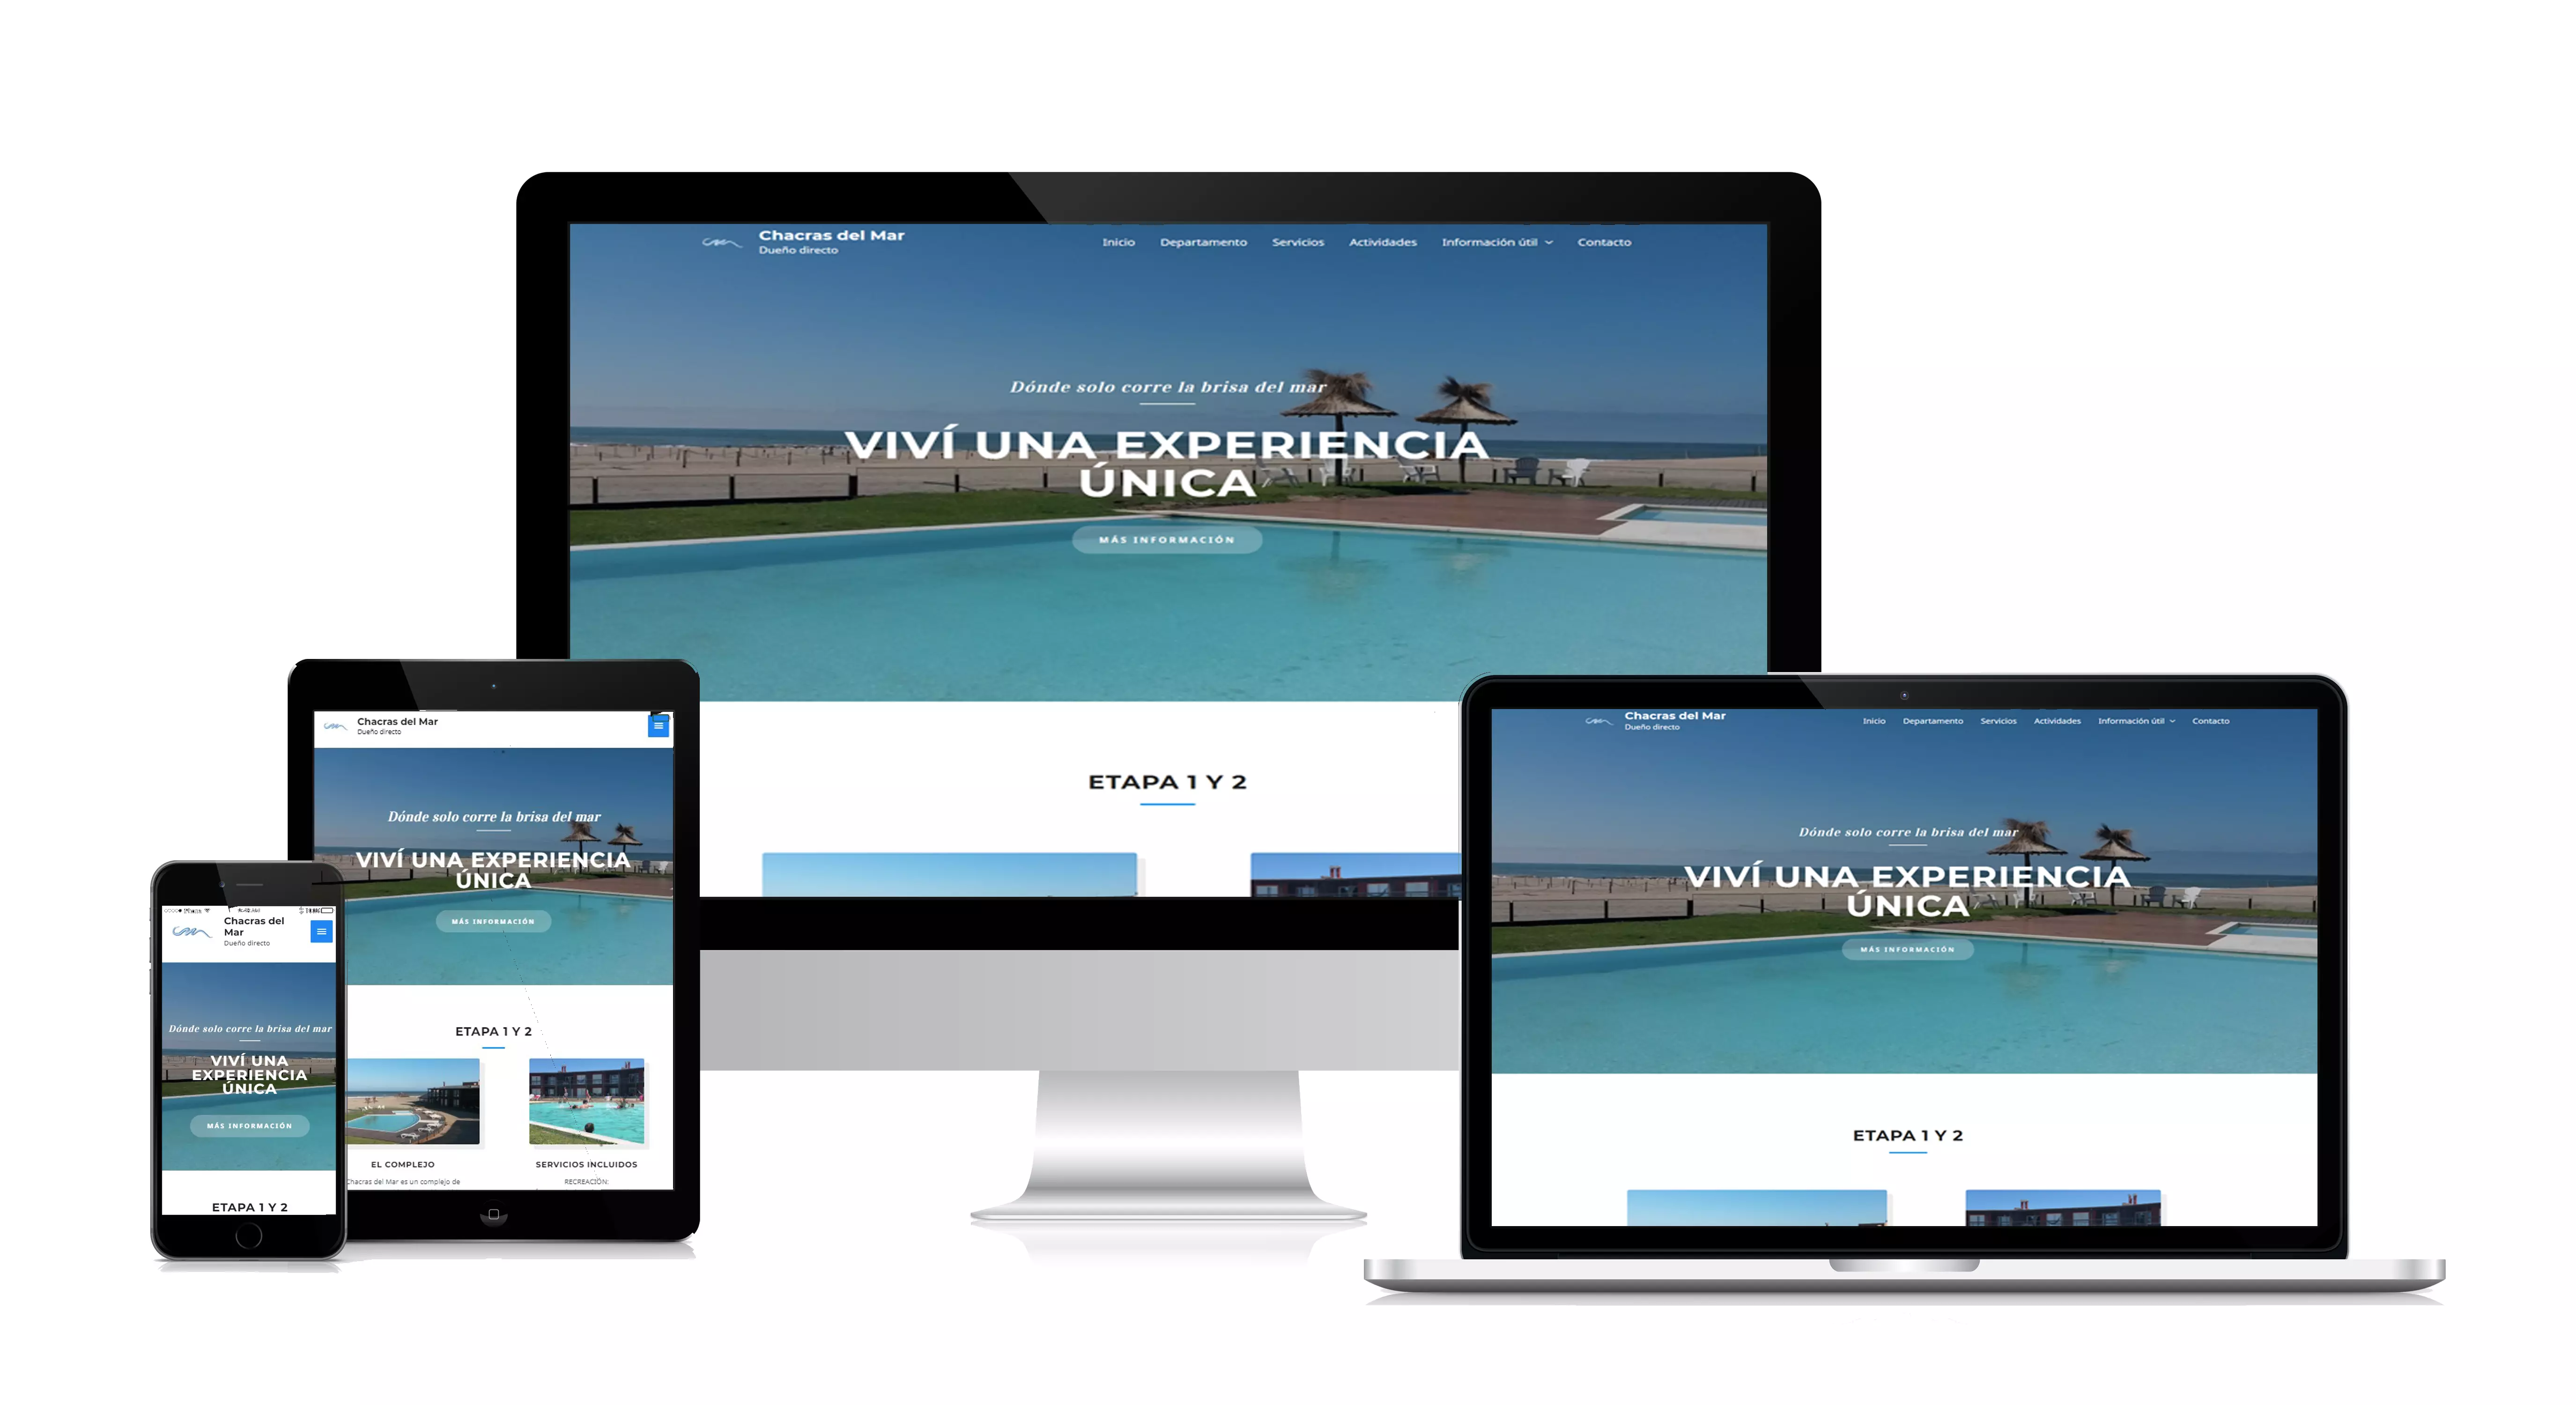 Chacras del Mar
Dueño directo
Inicio Departamento Servicios Actividades Información útil Contacto
Dónde solo corre la brisa del mar
VIVÍ UNA EXPERIENCIA
ÚNICA
MÁS INFORMACIÓN
ETAPA 1 Y 2
Chacras del Mar
Dueño directo
Dónde solo corre la brisa del mar
VIVÍ UNA EXPERIENCIA
ÚNICA
MÁS INFORMACIÓN
ETAPA 1 Y 2
EL COMPLEJO
SERVICIOS INCLUIDOS
Chacras del Mar es un complejo de
RECREACIÓN:
Chacras del
Mar
Dueño directo
Dónde solo corre la brisa del mar
VIVÍ UNA
EXPERIENCIA
ÚNICA
MÁS INFORMACIÓN
ETAPA 1 Y 2
Chacras del Mar
Dueño directo
Inicio Departamento Servicios Actividades Información útil Contacto
Dónde solo corre la brisa del mar
VIVÍ UNA EXPERIENCIA
ÚNICA
MÁS INFORMACIÓN
ETAPA 1 Y 2